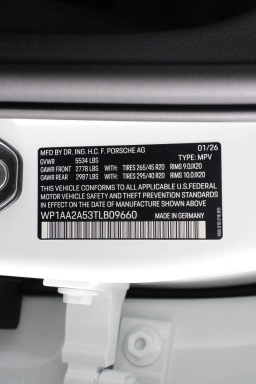 MFD BY DR. ING. H.C. F. PORSCHE AG 01/26
GVWR 5534 LBS TYPE: MPV
GAWR FRONT 2778 LBS WITH TIRES 265/45 R20 RIMS 9.0JX20
GAWR REAR 2987 LBS WITH TIRES 295/40 R20 RIMS 10.0JX20
THIS VEHICLE CONFORMS TO ALL APPLICABLE U.S.FEDERAL
MOTOR VEHICLE SAFETY AND THEFT PREVENTION STANDARDS
IN EFFECT ON THE DATE OF MANUFACTURE SHOWN ABOVE.
WP1AA2A53TLB09660 MADE IN GERMANY